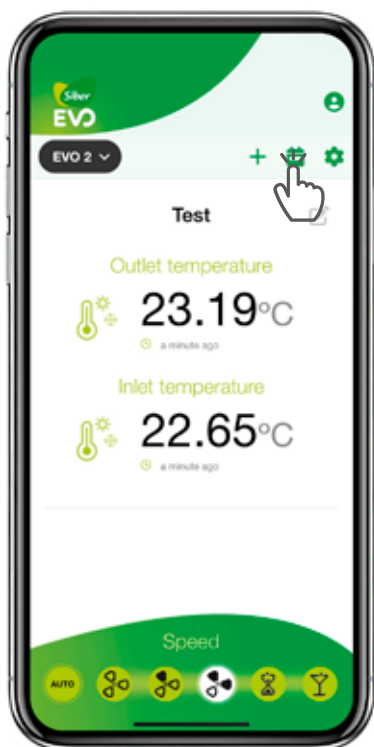 Siber
EVO
EVO 2
Test
Outlet temperature
23.19°C
a minute ago
Inlet temperature
22.65°C
a minute ago
Speed
AUTO